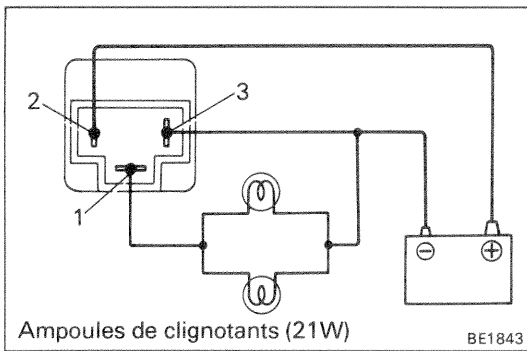 2
3
1
⊖ ⊕
Ampoules de clignotants (21W)
BE1843